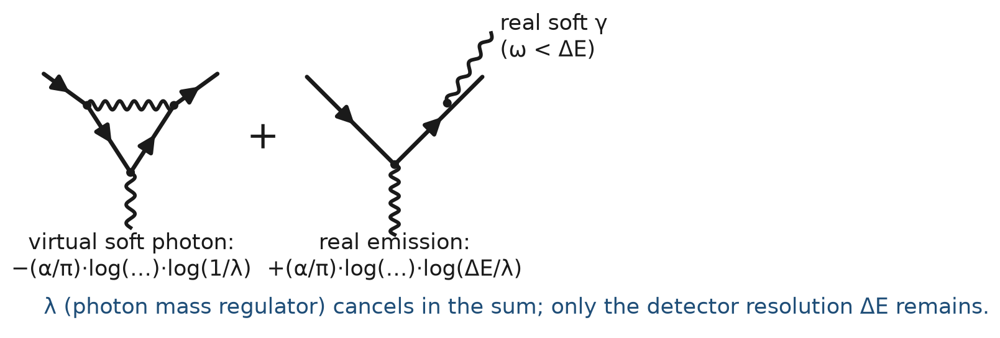 real soft γ
(ω < ΔE)
+
virtual soft photon:
−(α/π)·log(…)·log(1/λ)
real emission:
+(α/π)·log(…)·log(ΔE/λ)
λ (photon mass regulator) cancels in the sum; only the detector resolution ΔE remains.